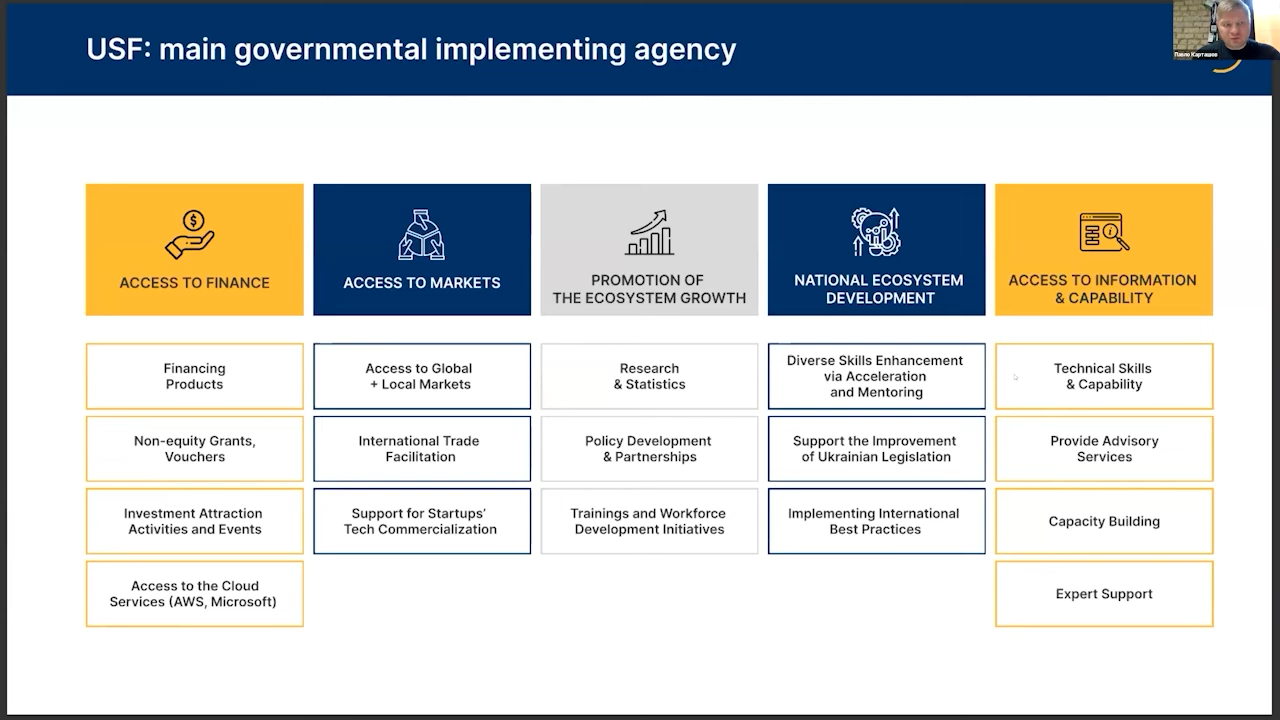 USF: main governmental implementing agency
Павло Карташов
ACCESS TO FINANCE
ACCESS TO MARKETS
PROMOTION OF
THE ECOSYSTEM GROWTH
NATIONAL ECOSYSTEM
DEVELOPMENT
ACCESS TO INFORMATION
& CAPABILITY
Financing
Products
Access to Global
+ Local Markets
Research
& Statistics
Diverse Skills Enhancement
via Acceleration
and Mentoring
Technical Skills
& Capability
Non-equity Grants,
Vouchers
International Trade
Facilitation
Policy Development
& Partnerships
Support the Improvement
of Ukrainian Legislation
Provide Advisory
Services
Investment Attraction
Activities and Events
Support for Startups’
Tech Commercialization
Trainings and Workforce
Development Initiatives
Implementing International
Best Practices
Capacity Building
Access to the Cloud
Services (AWS, Microsoft)
Expert Support